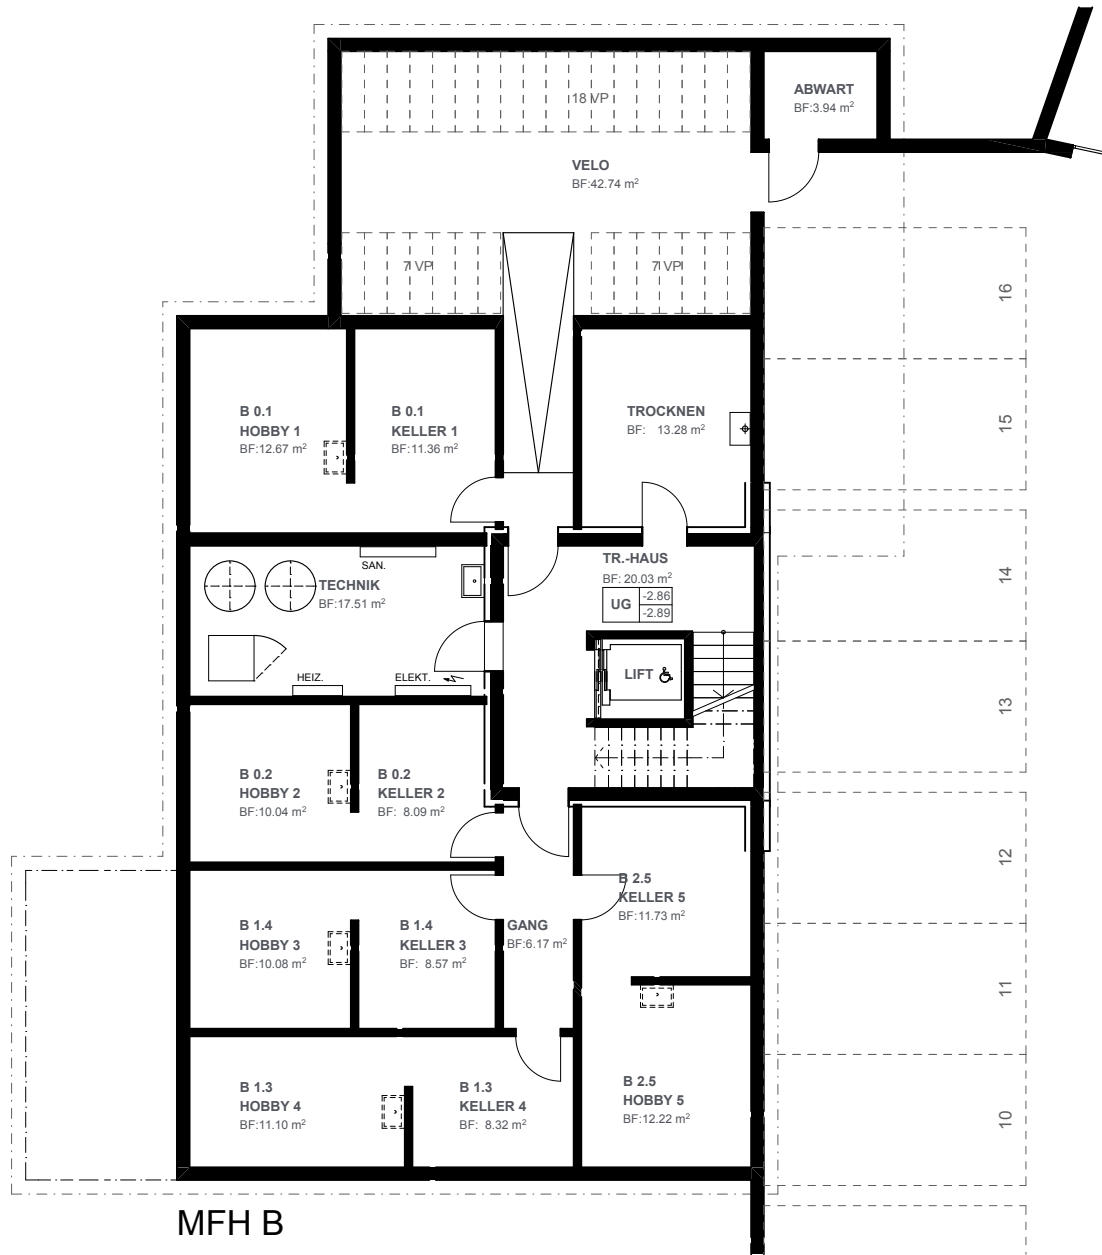 ABWART
BF:3.94 m²
18 VP
VELO
BF:42.74 m²
7 VP
7 VP
16
15
B 0.1
HOBBY 1
BF:12.67 m²
B 0.1
KELLER 1
BF:11.36 m²
TROCKNEN
BF: 13.28 m²
SAN.
TECHNIK
BF:17.51 m²
TR.-HAUS
BF: 20.03 m²
UG
-2.86
-2.89
14
HEIZ.
ELEKT.
LIFT
13
B 0.2
HOBBY 2
BF:10.04 m²
B 0.2
KELLER 2
BF: 8.09 m²
12
B 2.5
KELLER 5
BF:11.73 m²
B 1.4
HOBBY 3
BF:10.08 m²
B 1.4
KELLER 3
BF: 8.57 m²
GANG
BF:6.17 m²
11
B 1.3
HOBBY 4
BF:11.10 m²
B 1.3
KELLER 4
BF: 8.32 m²
B 2.5
HOBBY 5
BF:12.22 m²
10
MFH B